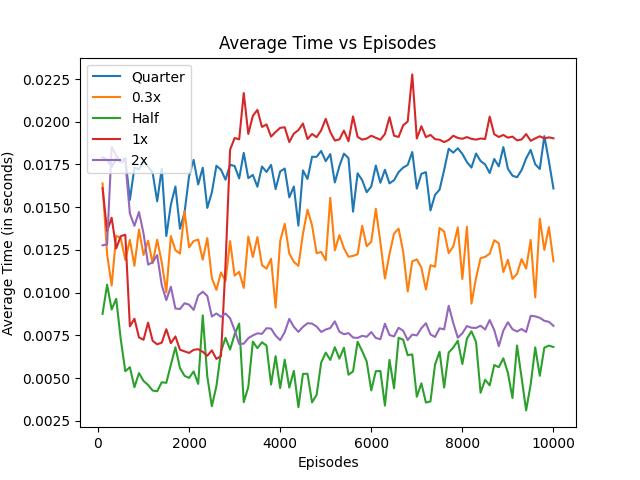 Average Time vs Episodes
Average Time (in seconds)
0.0225
0.0200
0.0175
0.0150
0.0125
0.0100
0.0075
0.0050
0.0025
Quarter
0.3x
Half
1x
2x
0 2000 4000 6000 8000 10000
Episodes